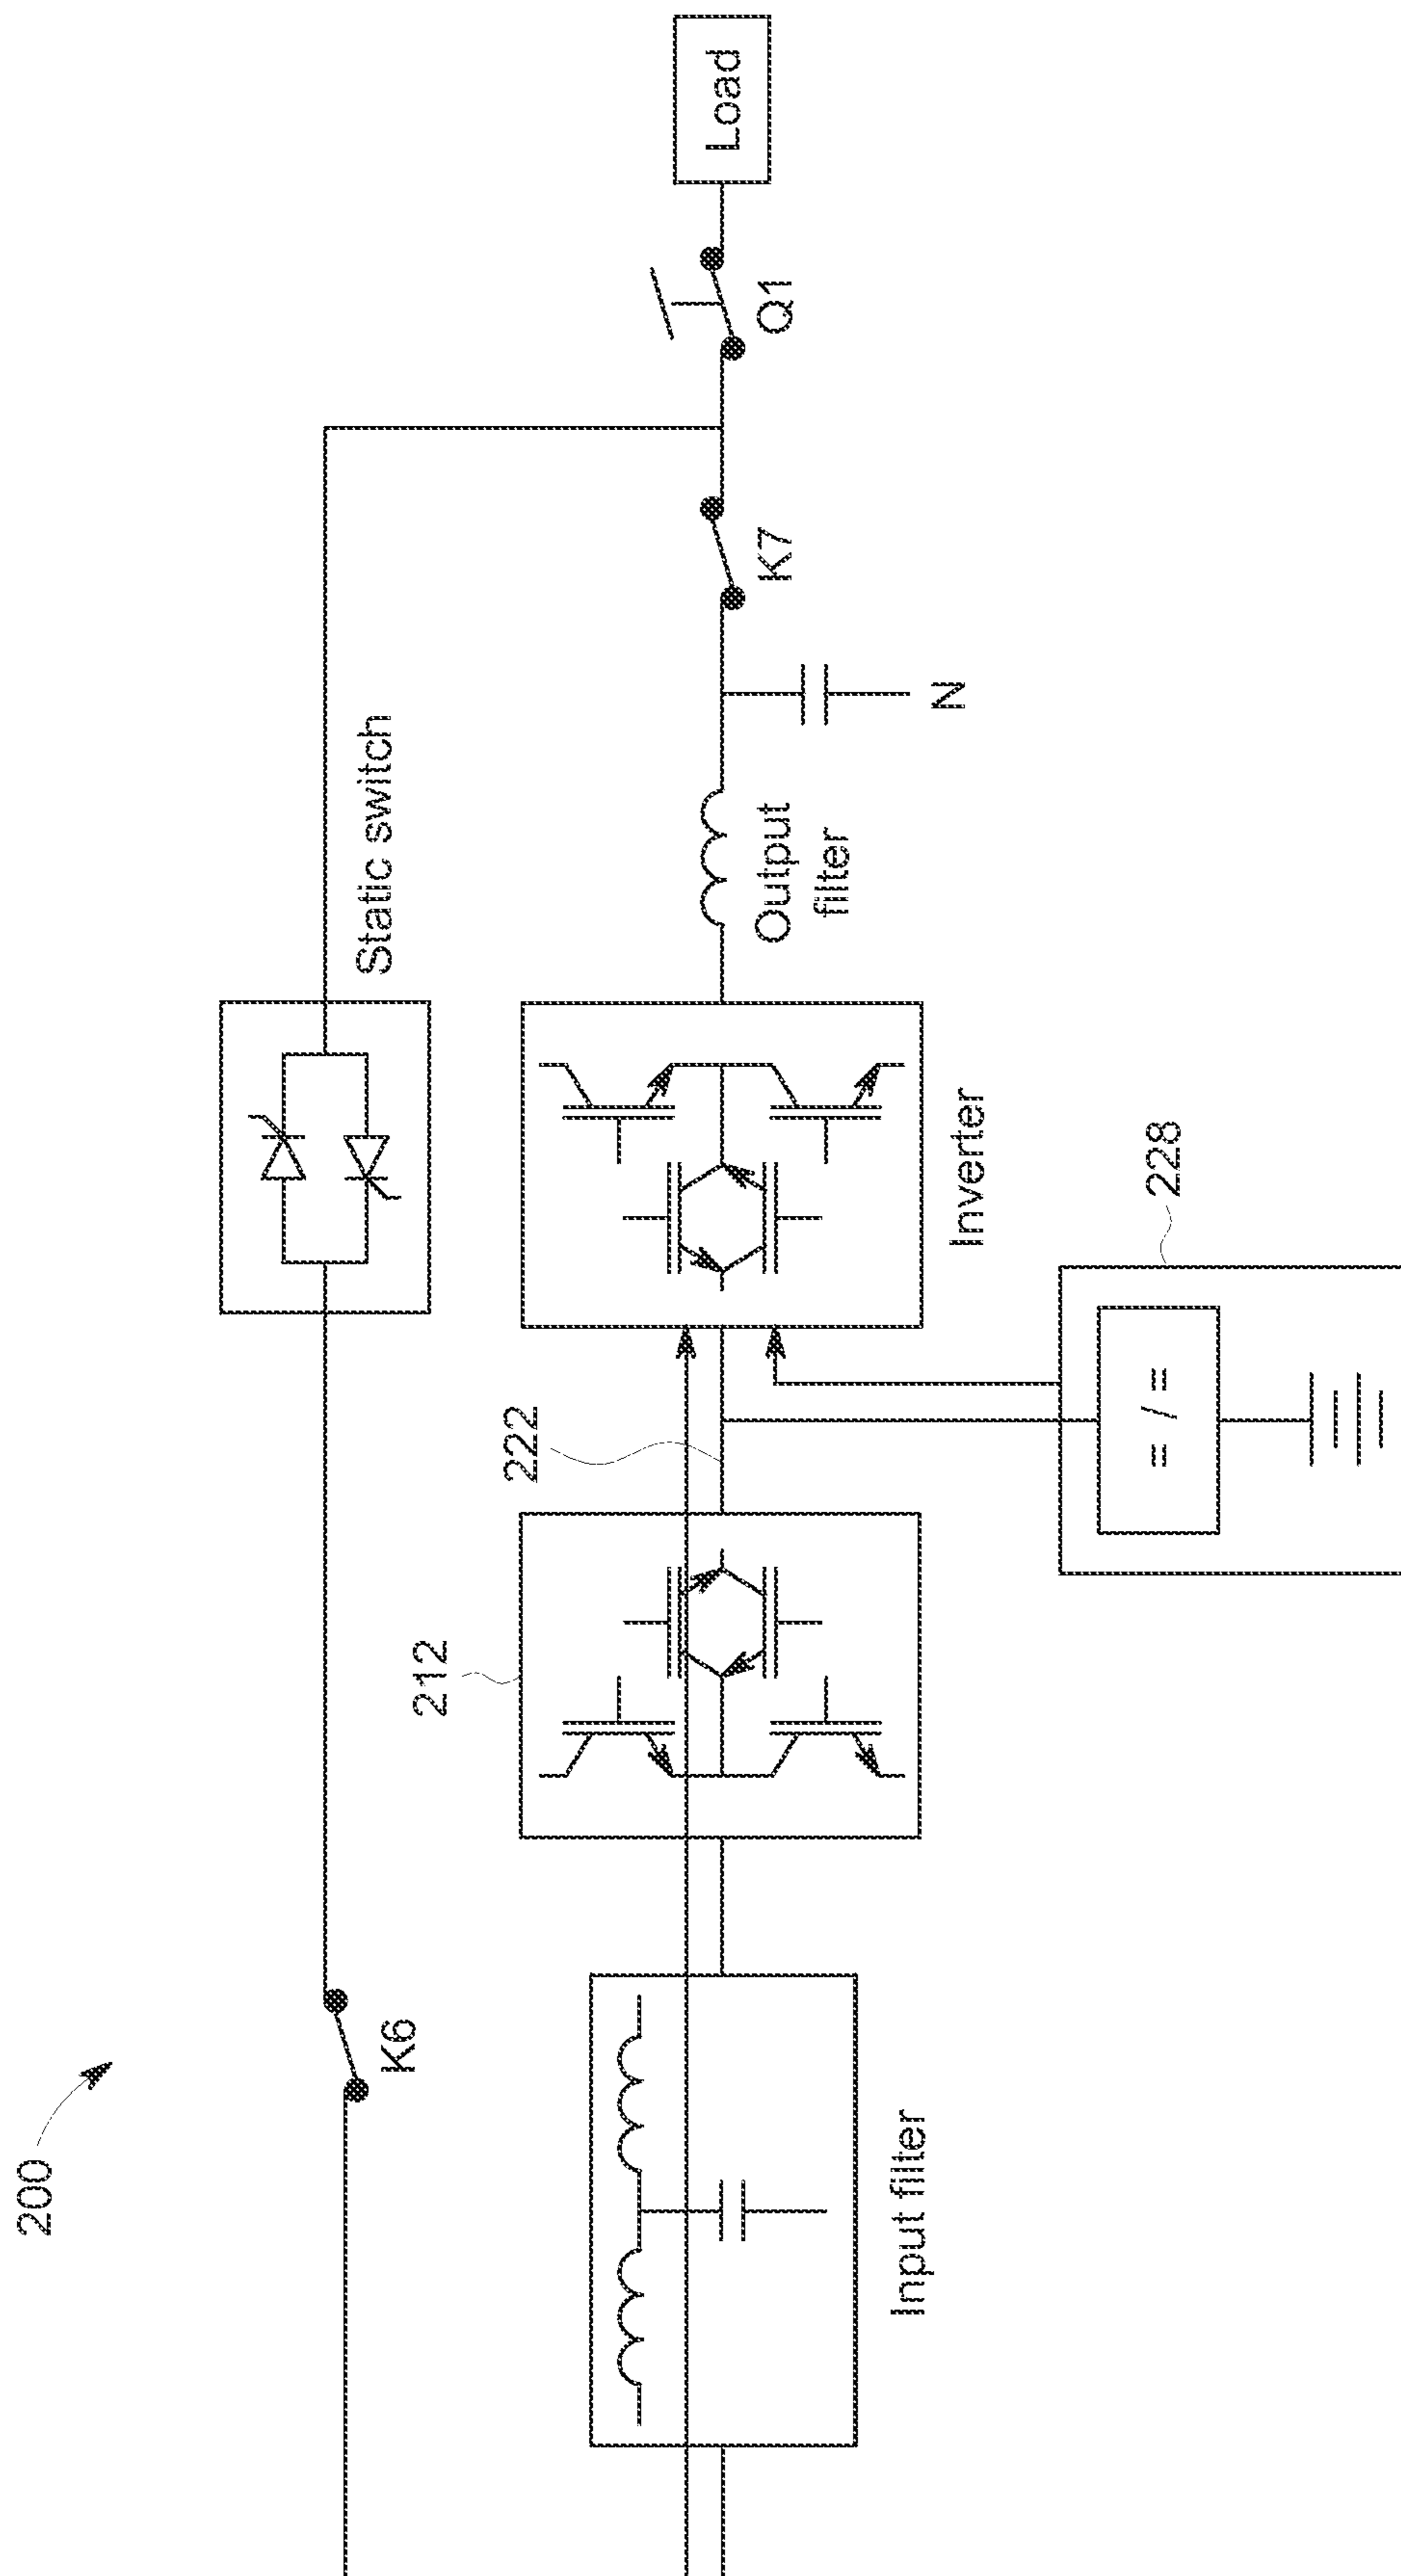 200
K6
Static switch
Input filter
212
222
Inverter
228
= / =
Output
filter
N
K7
Q1
Load